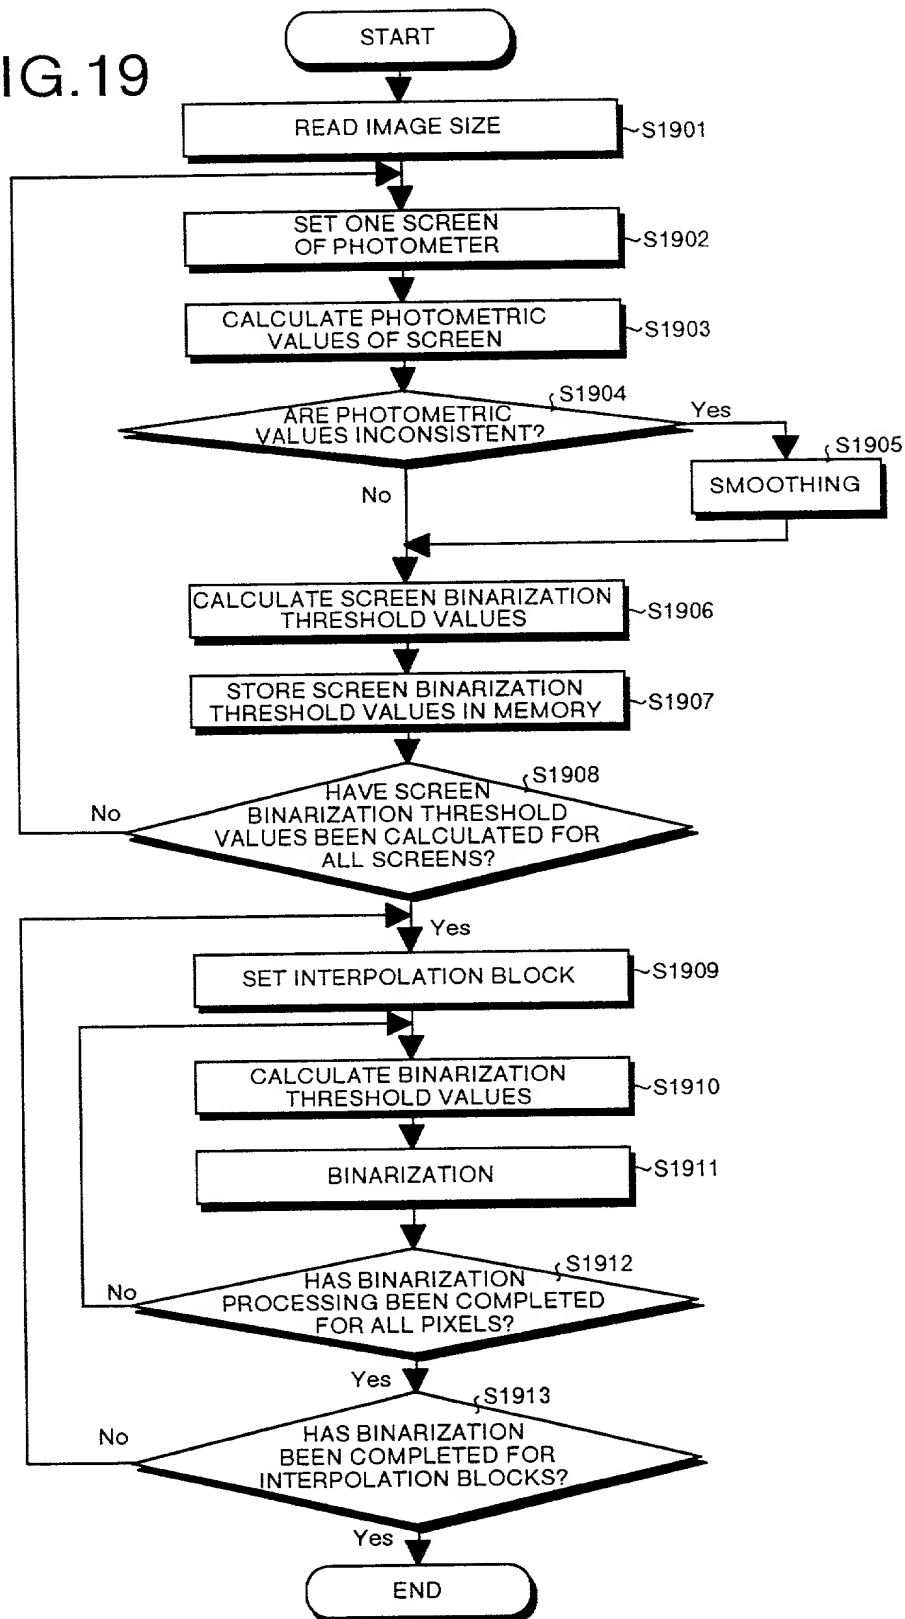 IG.19
START
READ IMAGE SIZE
S1901
SET ONE SCREEN
OF PHOTOMETER
S1902
CALCULATE PHOTOMETRIC
VALUES OF SCREEN
S1903
S1904
ARE PHOTOMETRIC
VALUES INCONSISTENT?
Yes
No
S1905
SMOOTHING
CALCULATE SCREEN BINARIZATION
THRESHOLD VALUES
S1906
STORE SCREEN BINARIZATION
THRESHOLD VALUES IN MEMORY
S1907
S1908
HAVE SCREEN
BINARIZATION THRESHOLD
VALUES BEEN CALCULATED FOR
ALL SCREENS?
No
Yes
SET INTERPOLATION BLOCK
S1909
CALCULATE BINARIZATION
THRESHOLD VALUES
S1910
BINARIZATION
S1911
S1912
HAS BINARIZATION
PROCESSING BEEN COMPLETED
FOR ALL PIXELS?
No
Yes
S1913
HAS BINARIZATION
BEEN COMPLETED FOR
INTERPOLATION BLOCKS?
No
Yes
END